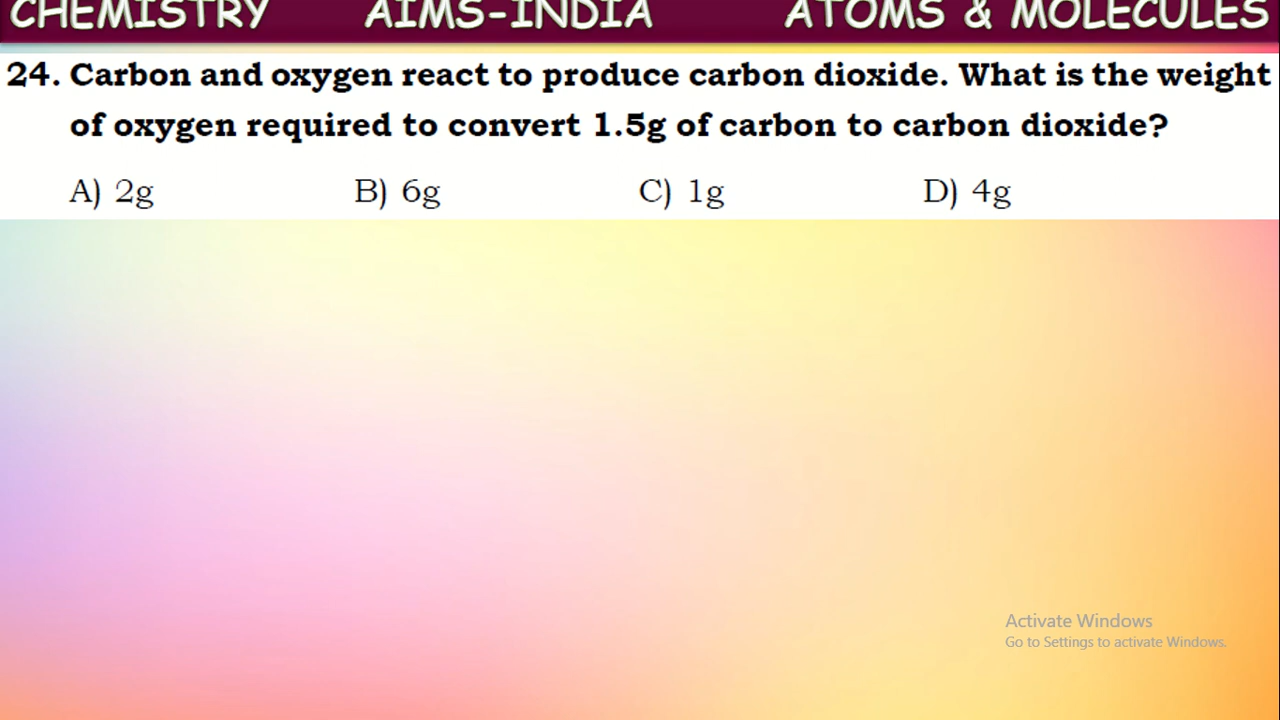 CHEMISTRY AIMS-INDIA ATOMS & MOLECULES
24. Carbon and oxygen react to produce carbon dioxide. What is the weight
of oxygen required to convert 1.5g of carbon to carbon dioxide?
A) 2g B) 6g C) 1g D) 4g
Activate Windows
Go to Settings to activate Windows.